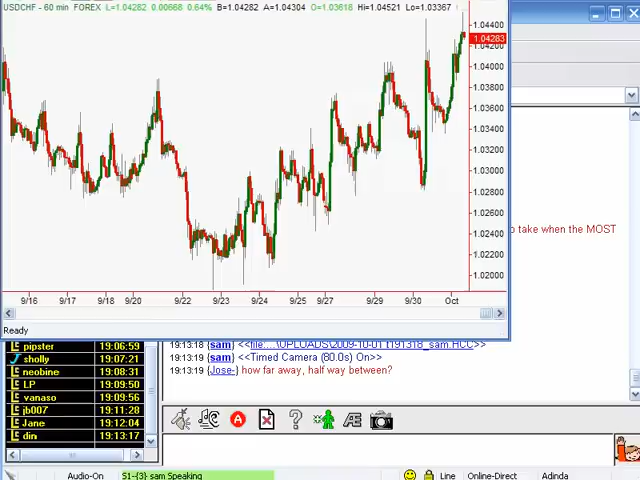 USDCHF - 60 min FOREX L=1.04282 0.00668 0.64% B=1.04282 A=1.04304 O=1.03618 Hi=1.04521 Lo=1.03367
1.04400
1.04283
1.04200
1.04000
1.03800
1.03600
1.03400
1.03200
1.03000
1.02800
1.02600
1.02400
1.02200
1.02000
9/16 9/17 9/18 9/20 9/22 9/23 9/24 9/25 9/27 9/29 9/30 Oct
Ready
to take when the MOST
pipster 19:06:59
sholly 19:07:21
neobine 19:08:31
LP 19:09:50
vanaso 19:09:56
jb007 19:11:28
Jane 19:12:04
din 19:13:17
19:13:18 {sam} <<file....\UPLOADS\2009-10-01 t191318_sam.HCC>>
19:13:19 {sam} <<Timed Camera (80.0s) On>>
19:13:19 {Jose-} how far away, half way between?
Audio-On S1-{3} sam Speaking Line Online-Direct Adinda